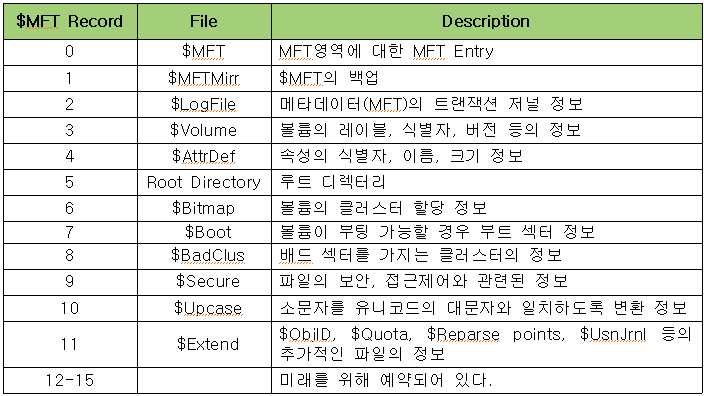 $MFT Record File Description
0 $MFT MFT영역에 대한 MFT Entry
1 $MFTMirr $MFT의 백업
2 $LogFile 메타데이터(MFT)의 트랜잭션 저널 정보
3 $Volume 볼륨의 레이블, 식별자, 버전 등의 정보
4 $AttrDef 속성의 식별자, 이름, 크기 정보
5 Root Directory 루트 디렉터리
6 $Bitmap 볼륨의 클러스터 할당 정보
7 $Boot 볼륨이 부팅 가능할 경우 부트 섹터 정보
8 $BadClus 배드 섹터를 가지는 클러스터의 정보
9 $Secure 파일의 보안, 접근제어와 관련된 정보
10 $Upcase 소문자를 유니코드의 대문자와 일치하도록 변환 정보
11 $Extend $ObjID, $Quota, $Reparse points, $UsnJrnl 등의
추가적인 파일의 정보
12-15 미래를 위해 예약되어 있다.